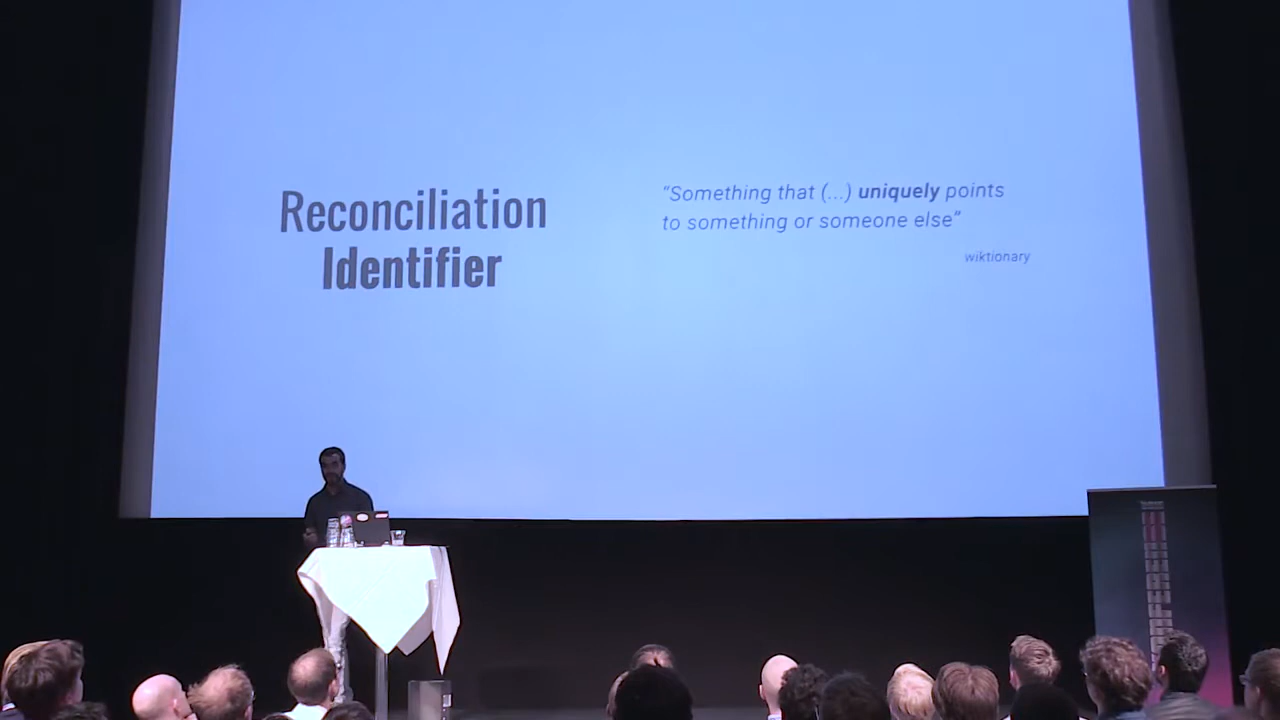 Reconciliation
Identifier
“Something that (...) uniquely points
to something or someone else”
wiktionary